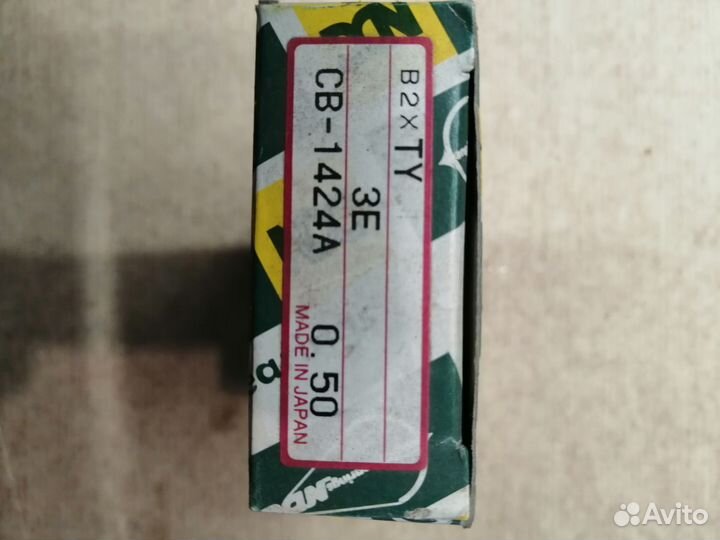 B2×TY
3E
CB-1424A 0.50
MADE IN JAPAN
Avito